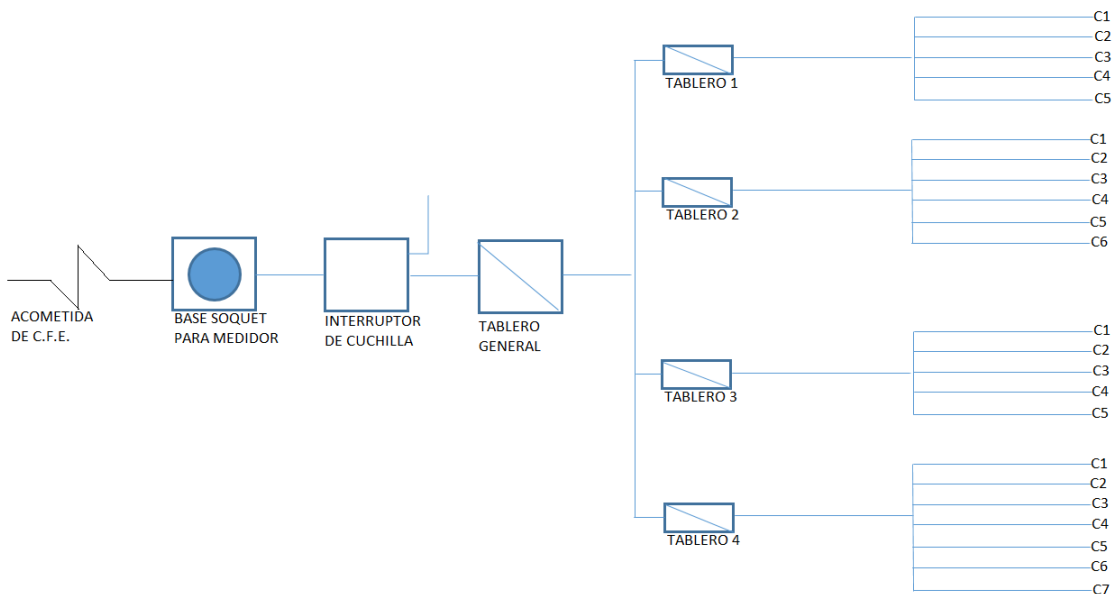 ACOMETIDA
DE C.F.E.
BASE SOQUET
PARA MEDIDOR
INTERRUPTOR
DE CUCHILLA
TABLERO
GENERAL
TABLERO 1
C1
C2
C3
C4
C5
TABLERO 2
C1
C2
C3
C4
C5
C6
TABLERO 3
C1
C2
C3
C4
C5
TABLERO 4
C1
C2
C3
C4
C5
C6
C7